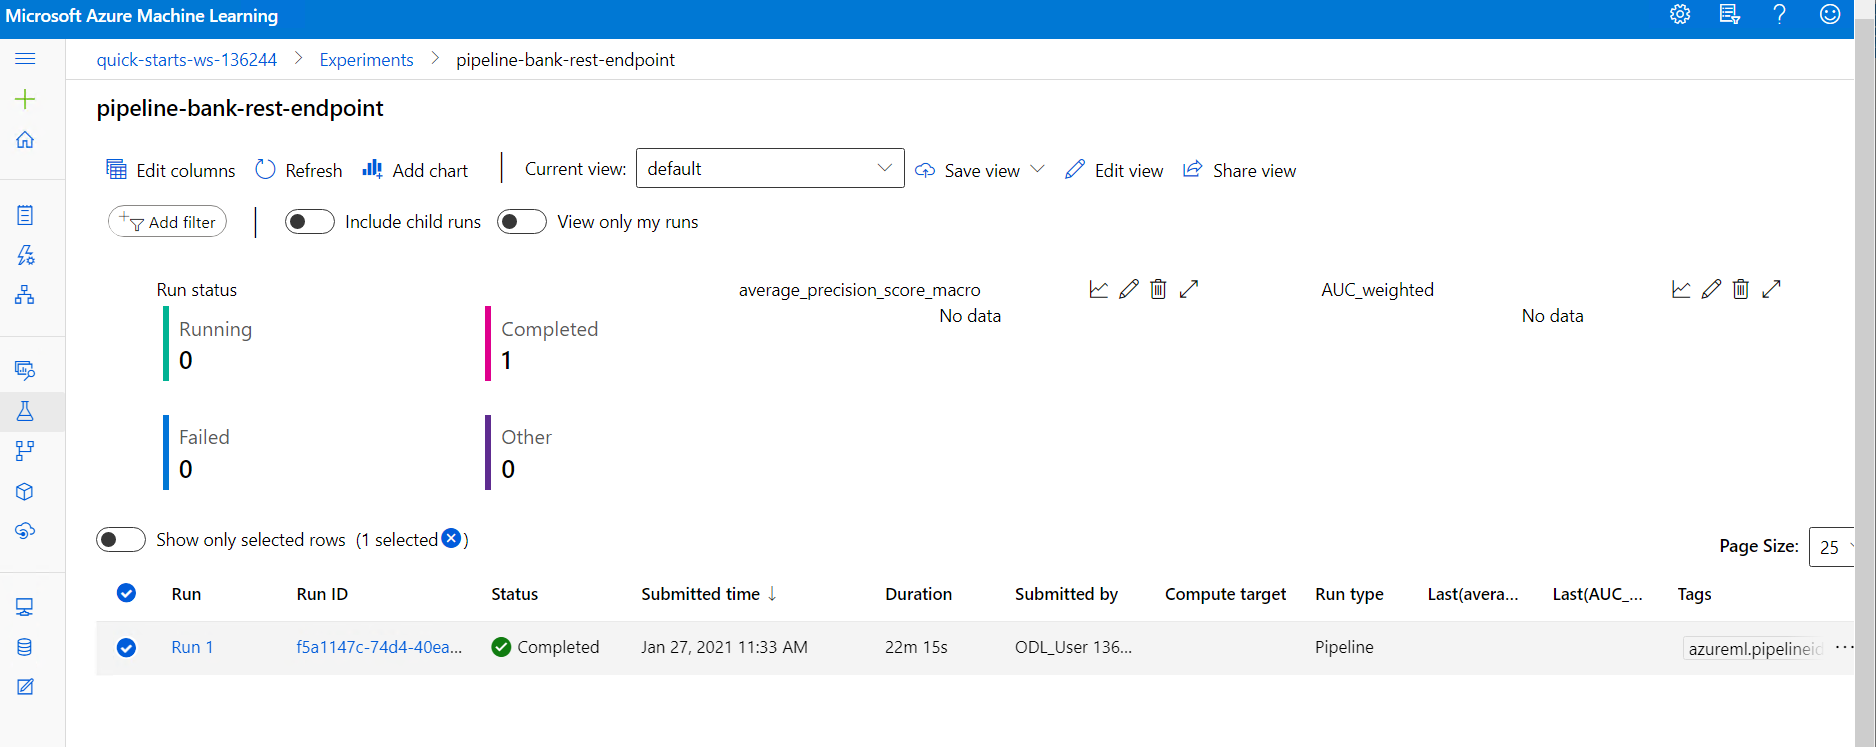 Microsoft Azure Machine Learning
quick-starts-ws-136244 > Experiments > pipeline-bank-rest-endpoint
pipeline-bank-rest-endpoint
Edit columns Refresh Add chart Current view: default Save view Edit view Share view
Add filter Include child runs View only my runs
Run status average_precision_score_macro AUC_weighted
No data No data
Running Completed
0 1
Failed Other
0 0
Show only selected rows (1 selected )
Page Size: 25
Run Run ID Status Submitted time ↓ Duration Submitted by Compute target Run type Last(avera... Last(AUC_... Tags
Run 1 f5a1147c-74d4-40ea... Completed Jan 27, 2021 11:33 AM 22m 15s ODL_User 136... Pipeline azureml.pipelineid ...